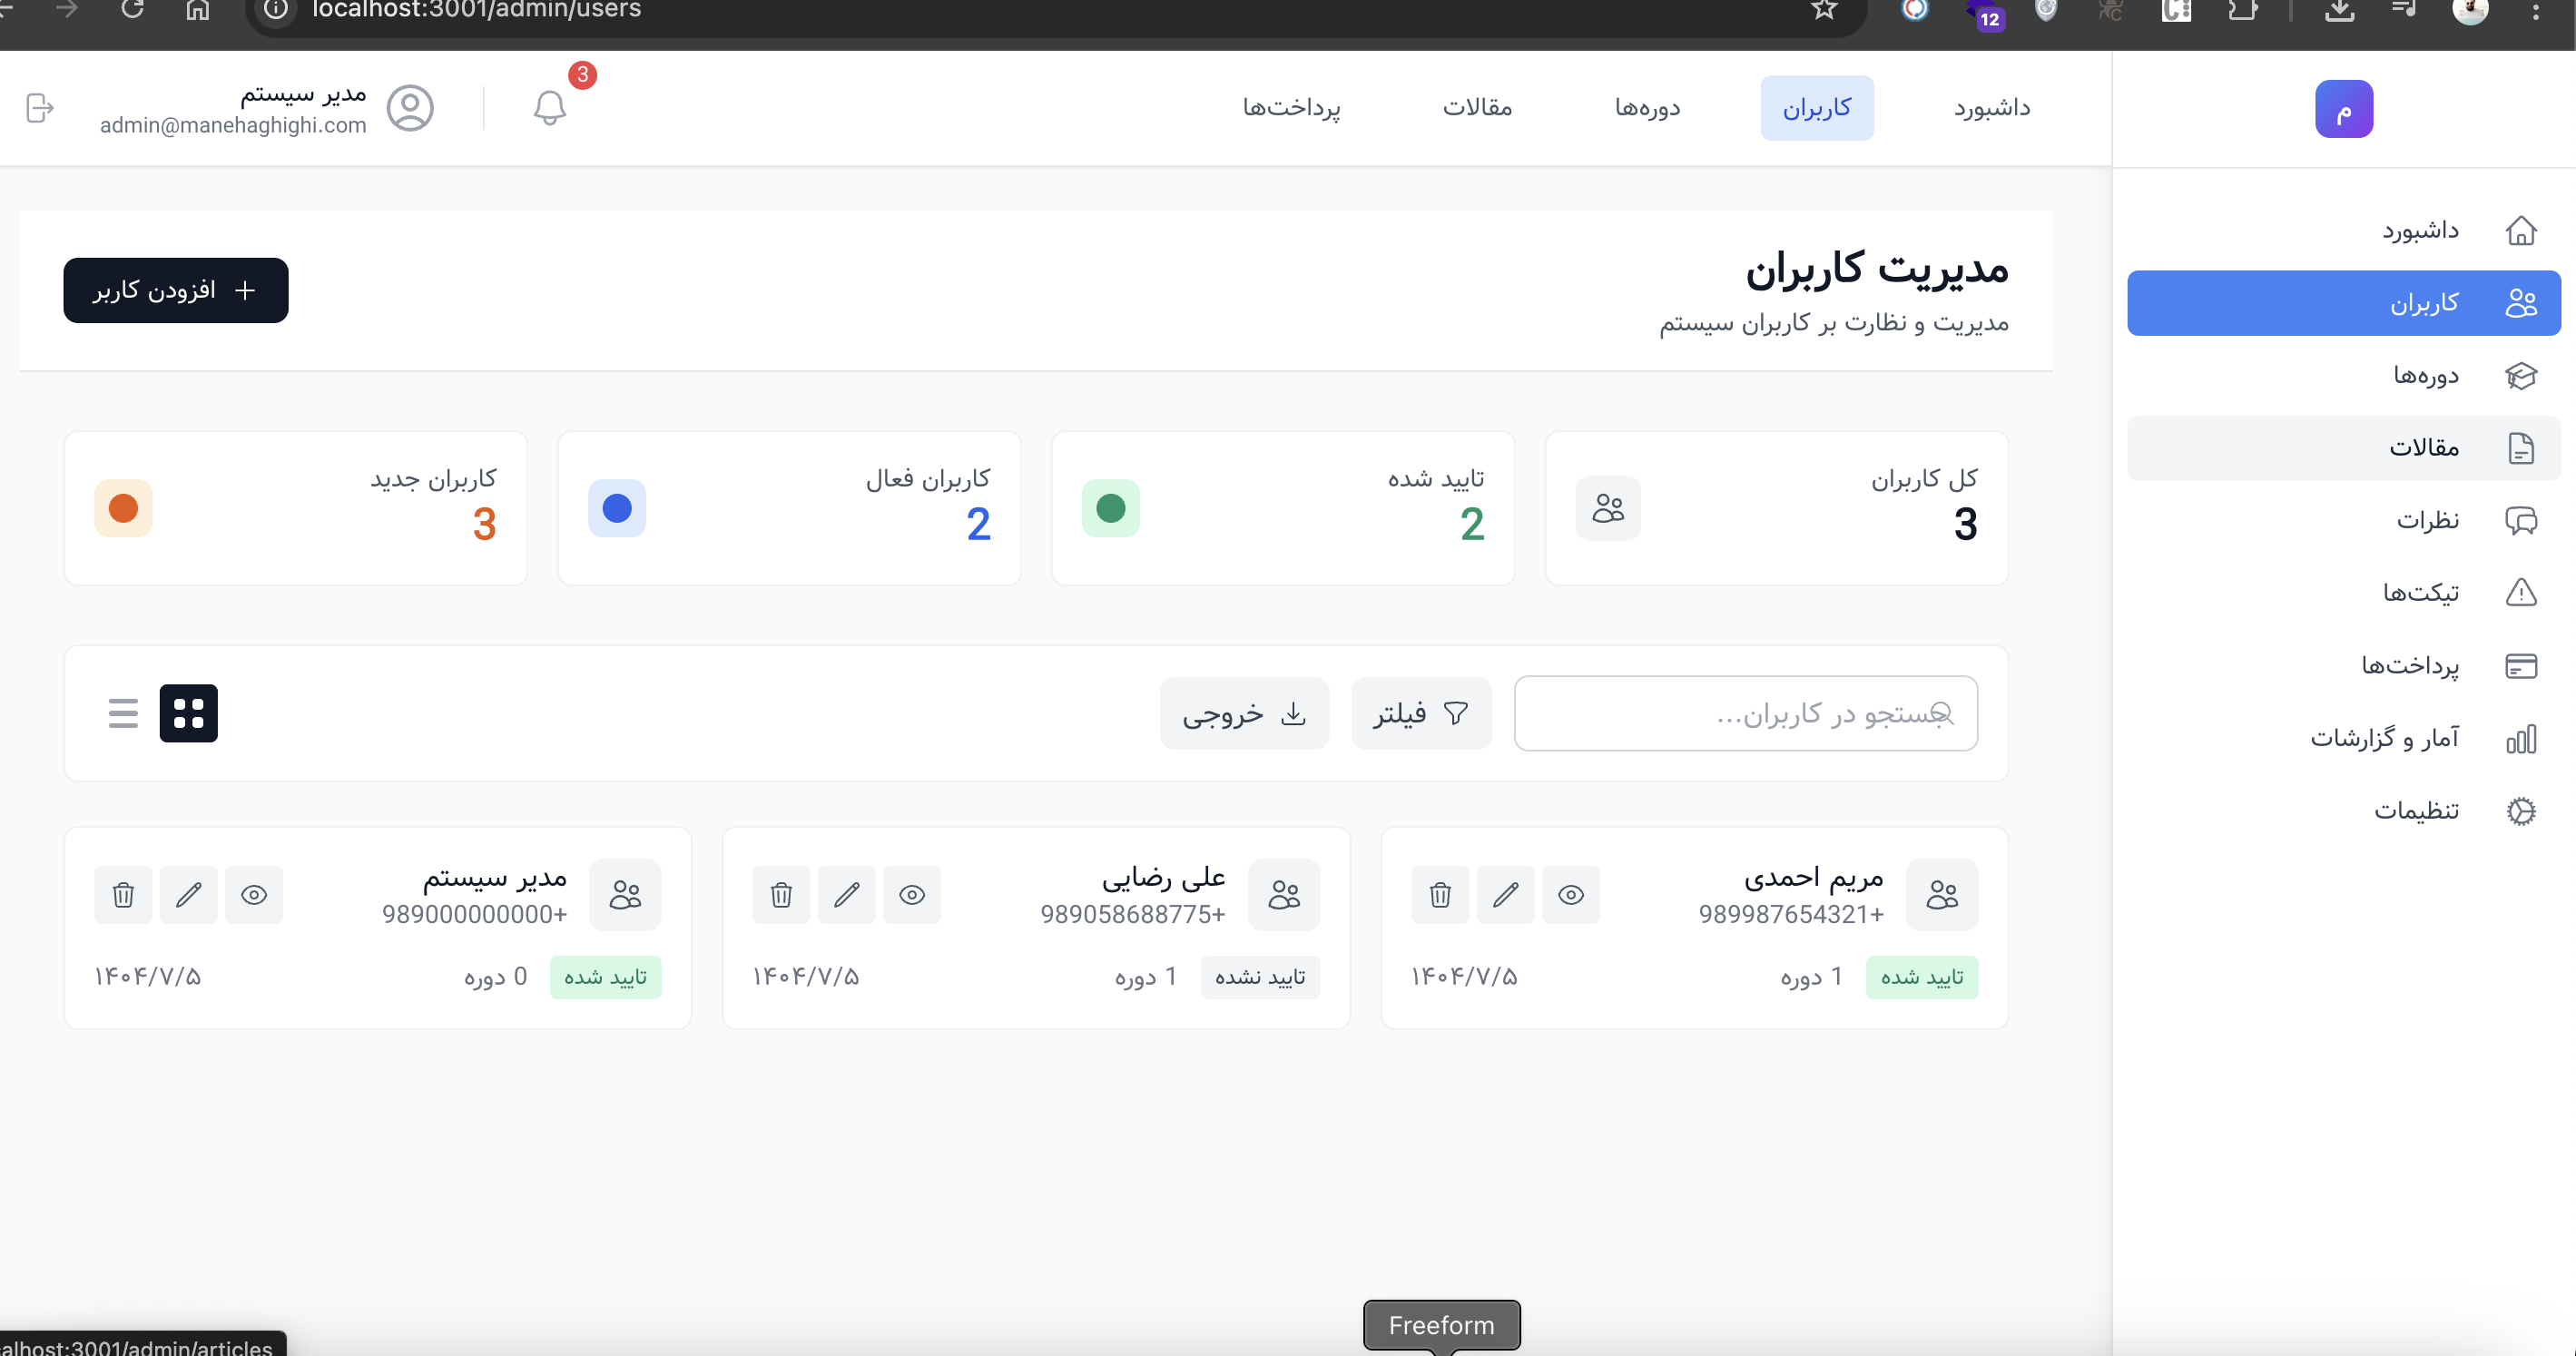 localhost:3001/admin/users
12
م
داشبورد
کاربران
دوره‌ها
مقالات
پرداخت‌ها
3
مدیر سیستم
admin@manehaghighi.com
داشبورد
کاربران
دوره‌ها
مقالات
نظرات
تیکت‌ها
پرداخت‌ها
آمار و گزارشات
تنظیمات
مدیریت کاربران
مدیریت و نظارت بر کاربران سیستم
افزودن کاربر
کل کاربران
3
تایید شده
2
کاربران فعال
2
کاربران جدید
3
جستجو در کاربران...
فیلتر
خروجی
مریم احمدی
989987654321+
تایید شده
1 دوره
۱۴۰۴/۷/۵
علی رضایی
989058688775+
تایید نشده
1 دوره
۱۴۰۴/۷/۵
مدیر سیستم
989000000000+
تایید شده
0 دوره
۱۴۰۴/۷/۵
Freeform
alhost:3001/admin/articles